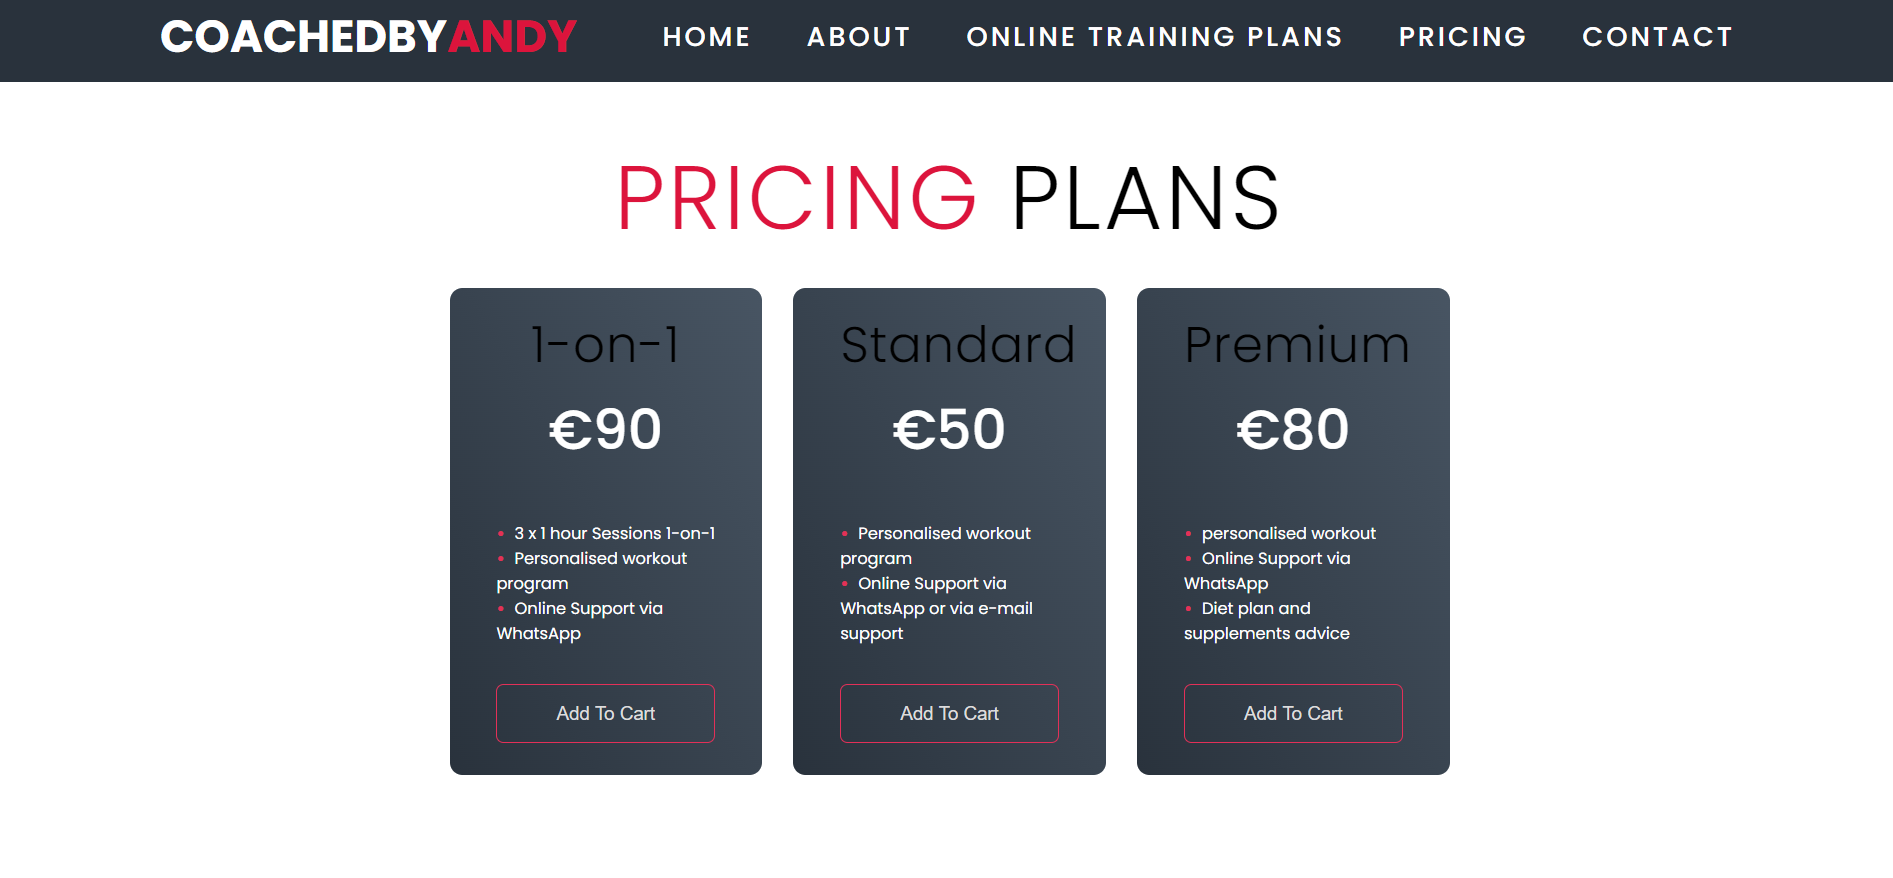 COACHEDBYANDY HOME ABOUT ONLINE TRAINING PLANS PRICING CONTACT
PRICING PLANS
1-on-1
€90
• 3 x 1 hour Sessions 1-on-1
• Personalised workout
program
• Online Support via
WhatsApp
Add To Cart
Standard
€50
• Personalised workout
program
• Online Support via
WhatsApp or via e-mail
support
Add To Cart
Premium
€80
• personalised workout
• Online Support via
WhatsApp
• Diet plan and
supplements advice
Add To Cart